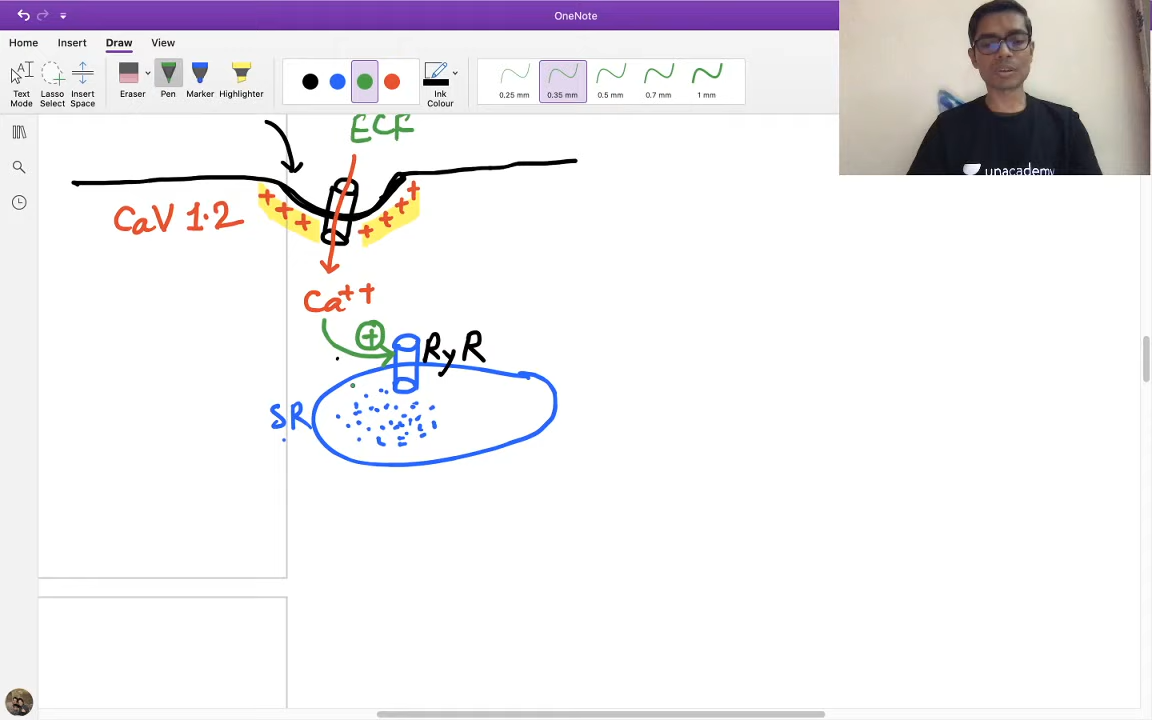 OneNote
Home Insert Draw View
Text Mode
Lasso Select
Insert Space
Eraser
Pen
Marker
Highlighter
Ink Colour
0.25 mm
0.35 mm
0.5 mm
0.7 mm
1 mm
unacademy
ECF
+ + + + + +
CaV 1.2
Ca++
+
RyR
SR